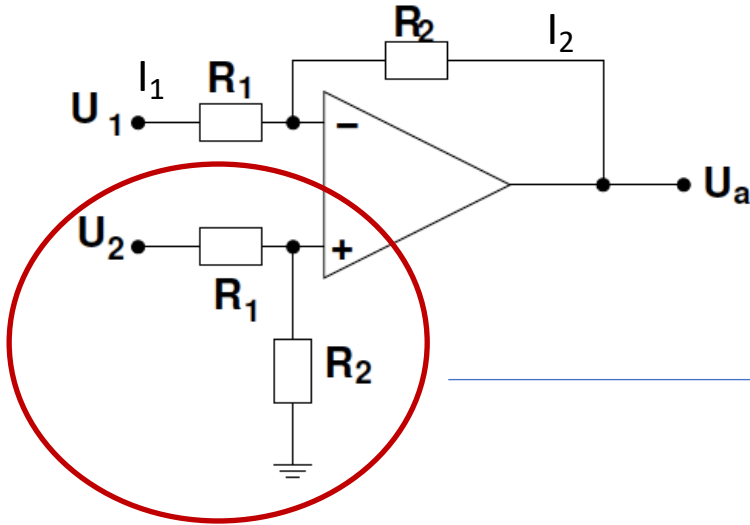 R₂
I₂
I₁
R₁
U₁
−
Uₐ
U₂
+
R₁
R₂